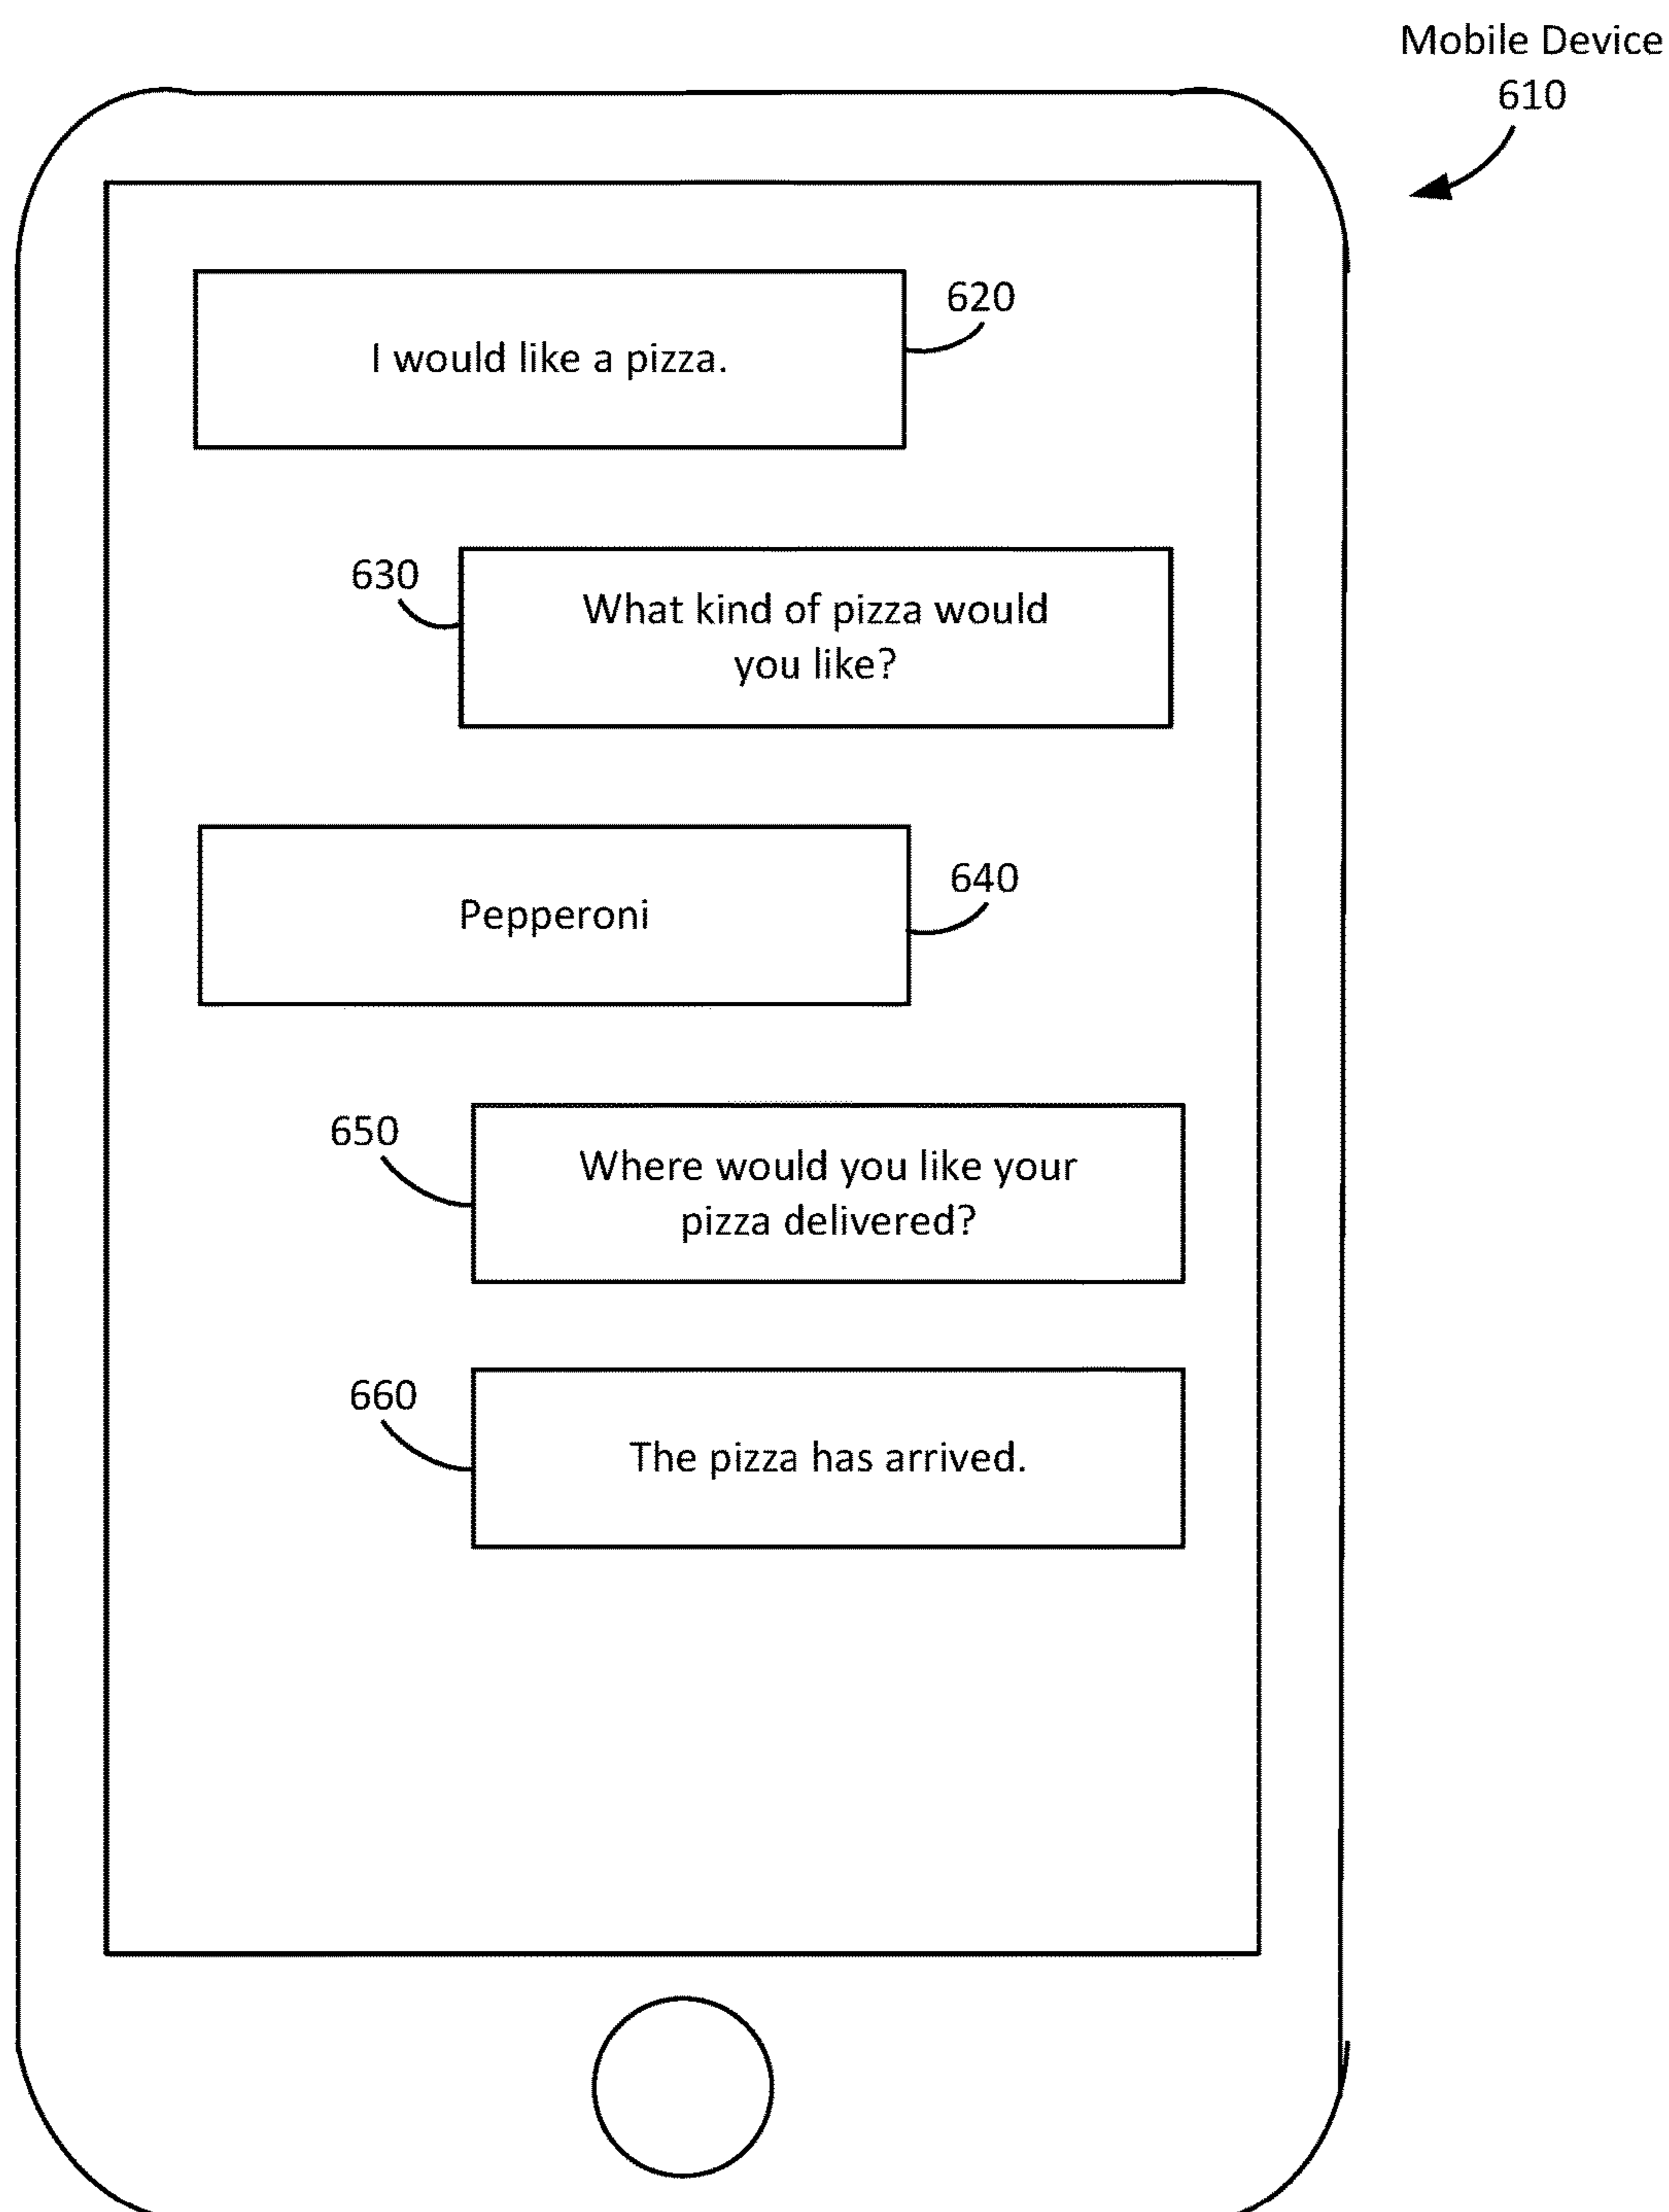 Mobile Device
610
620
I would like a pizza.
630
What kind of pizza would
you like?
640
Pepperoni
650
Where would you like your
pizza delivered?
660
The pizza has arrived.